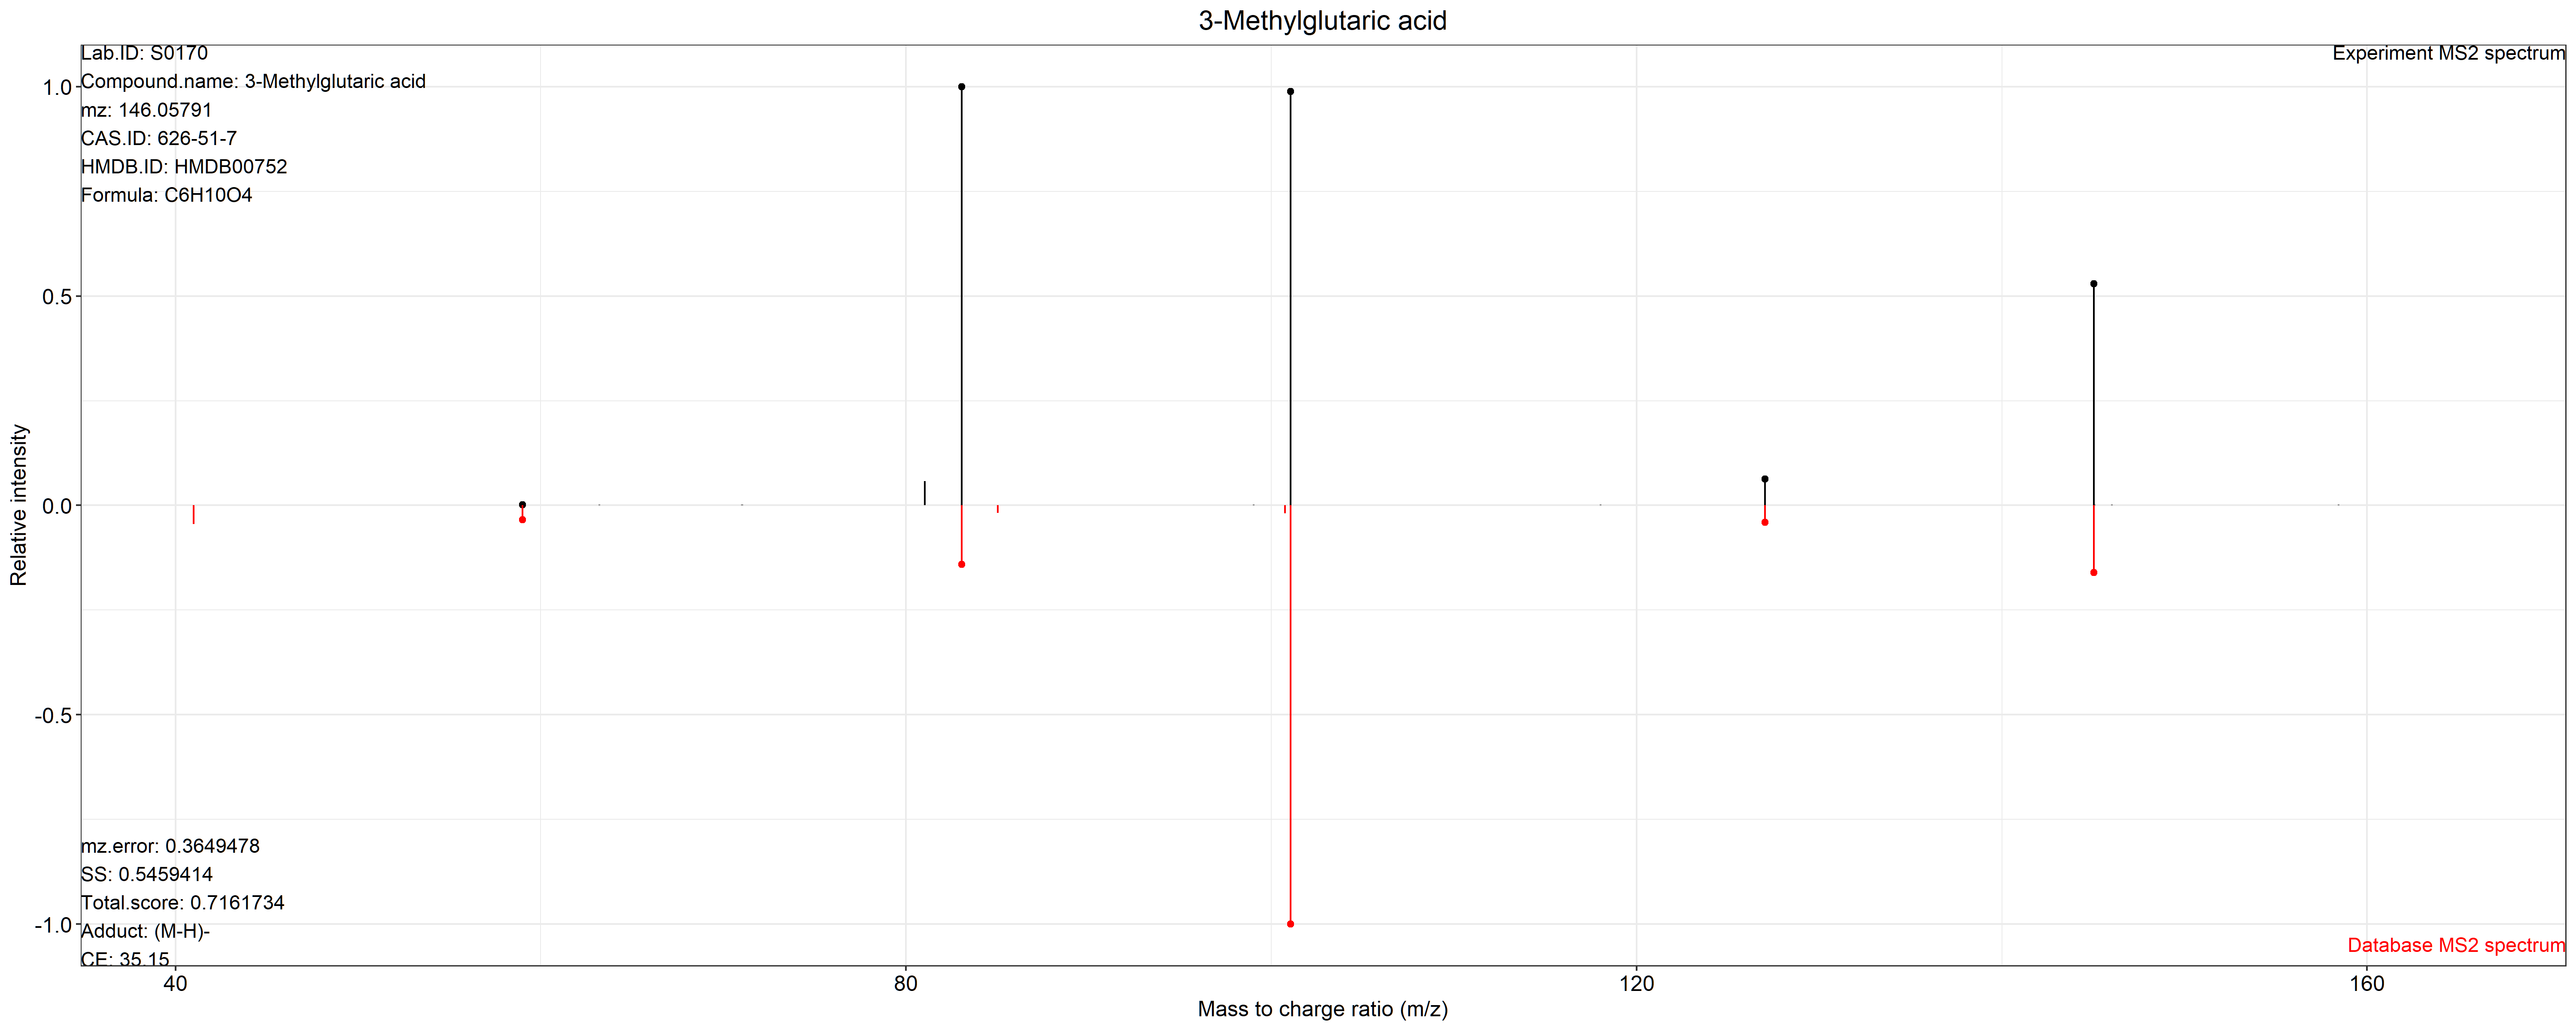 3-Methylglutaric acid
Lab.ID: S0170
Compound.name: 3-Methylglutaric acid
mz: 146.05791
CAS.ID: 626-51-7
HMDB.ID: HMDB00752
Formula: C6H10O4
Experiment MS2 spectrum
1.0
0.5
0.0
-0.5
-1.0
Relative intensity
mz.error: 0.3649478
SS: 0.5459414
Total.score: 0.7161734
Adduct: (M-H)-
CE: 35.15
Database MS2 spectrum
40
80
120
160
Mass to charge ratio (m/z)